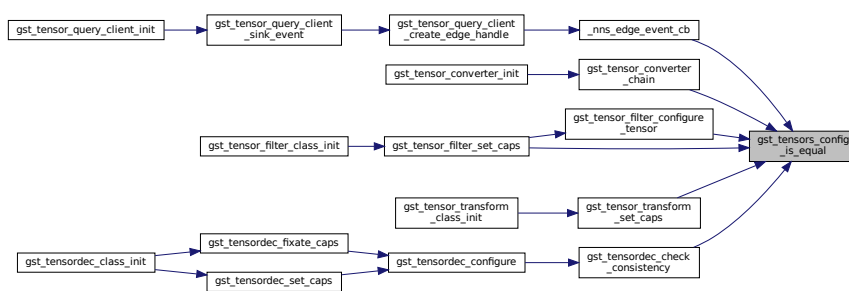 gst_tensor_query_client_init
gst_tensor_query_client
_sink_event
gst_tensor_query_client
_create_edge_handle
_nns_edge_event_cb
gst_tensor_converter_init
gst_tensor_converter
_chain
gst_tensor_filter_configure
_tensor
gst_tensor_filter_class_init
gst_tensor_filter_set_caps
gst_tensors_config
_is_equal
gst_tensor_transform
_class_init
gst_tensor_transform
_set_caps
gst_tensordec_class_init
gst_tensordec_fixate_caps
gst_tensordec_set_caps
gst_tensordec_configure
gst_tensordec_check
_consistency